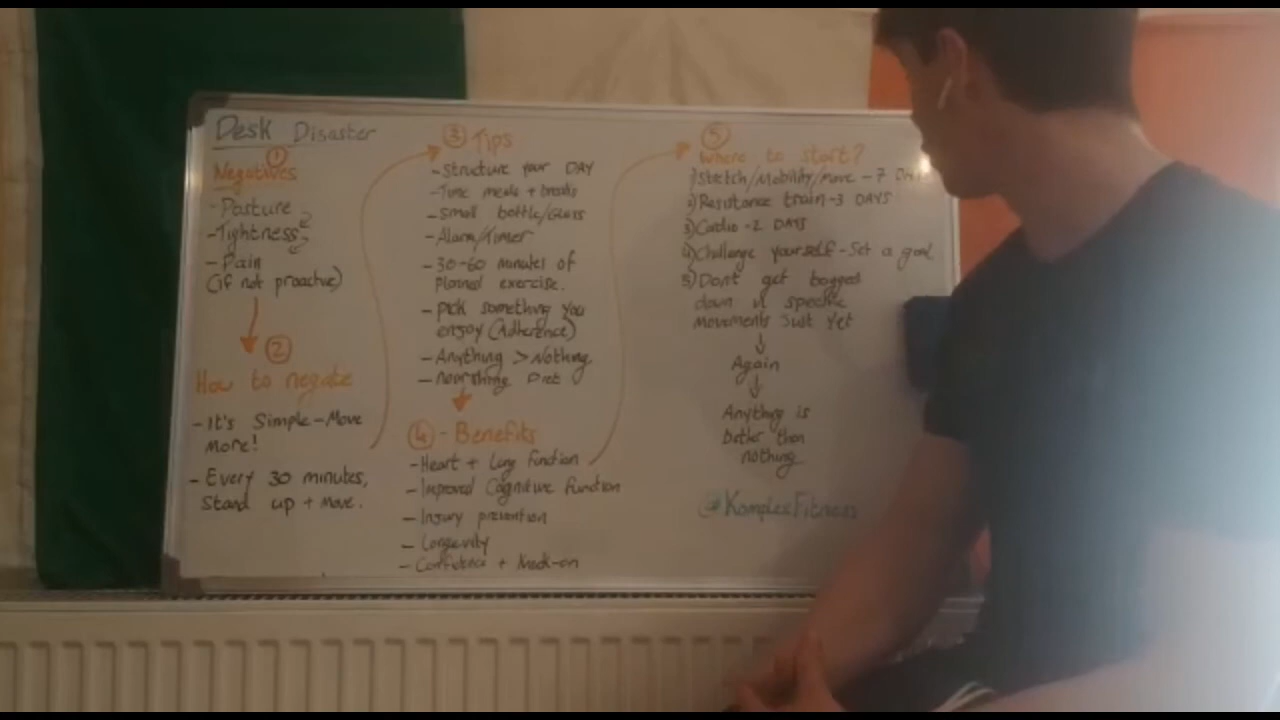 Desk Disaster
①
Negatives
- Posture
- Tightness
- Pain
(if not proactive)
②
How to negate
- It's Simple - Move
More!
- Every 30 minutes,
Stand up + Move.
③ Tips
- Structure your DAY
- Time meals + breaks
- Small bottle/Glass
- Alarm/Timer
- 30-60 minutes of
planned exercise.
- Pick something you
enjoy (Adherence)
- Anything > Nothing
- nourishing Diet
④ - Benefits
- Heart + Lung function
- Improved Cognitive Function
- Injury prevention
- Longevity
- Confidence + Knock-on
⑤
Where to start?
1) Stretch/Mobility/move - 7
2) Resistance train - 3 DAYS
3) Cardio - 2 DAYS
4) Challenge yourself - Set a goal
5) Dont get bogged
down in specific
movements Just Yet
Again
Anything is
better than
nothing
@KomplexFitness